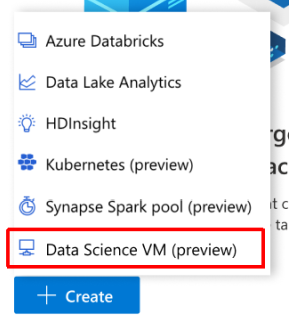 Azure Databricks
Data Lake Analytics
HDInsight
Kubernetes (preview)
Synapse Spark pool (preview)
Data Science VM (preview)
Create